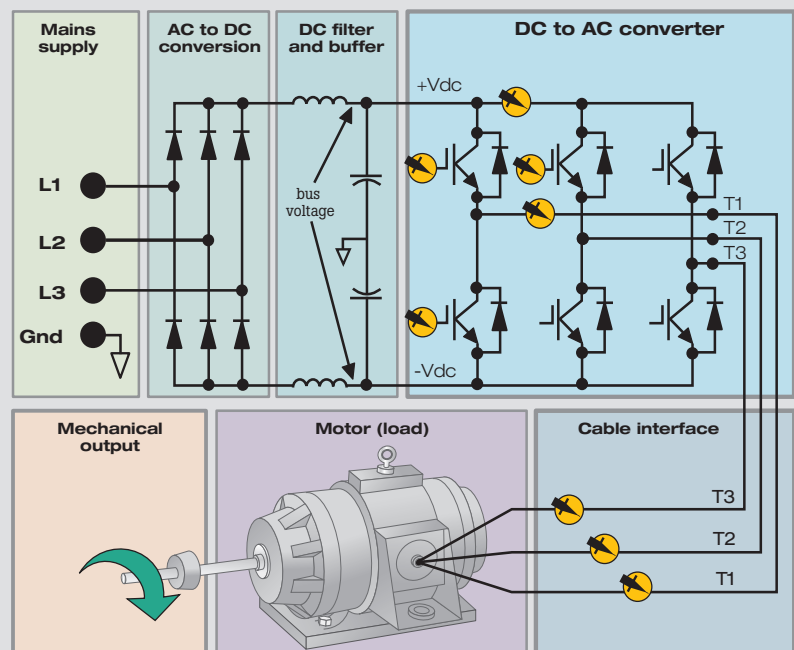 Mains
supply
AC to DC
conversion
DC filter
and buffer
DC to AC converter
+Vdc
L1
L2
L3
Gnd
bus
voltage
T1
T2
T3
-Vdc
Mechanical
output
Motor (load)
Cable interface
T3
T2
T1